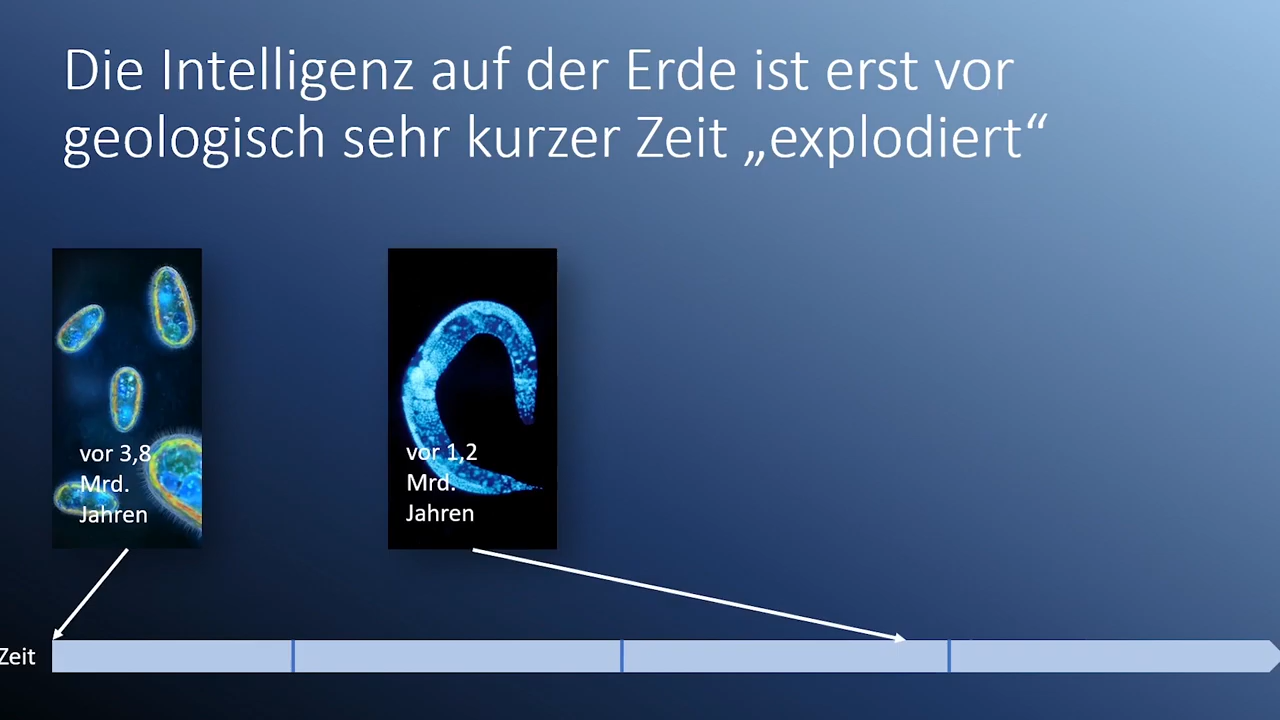 Die Intelligenz auf der Erde ist erst vor
geologisch sehr kurzer Zeit „explodiert“
vor 3,8
Mrd.
Jahren
vor 1,2
Mrd.
Jahren
Zeit